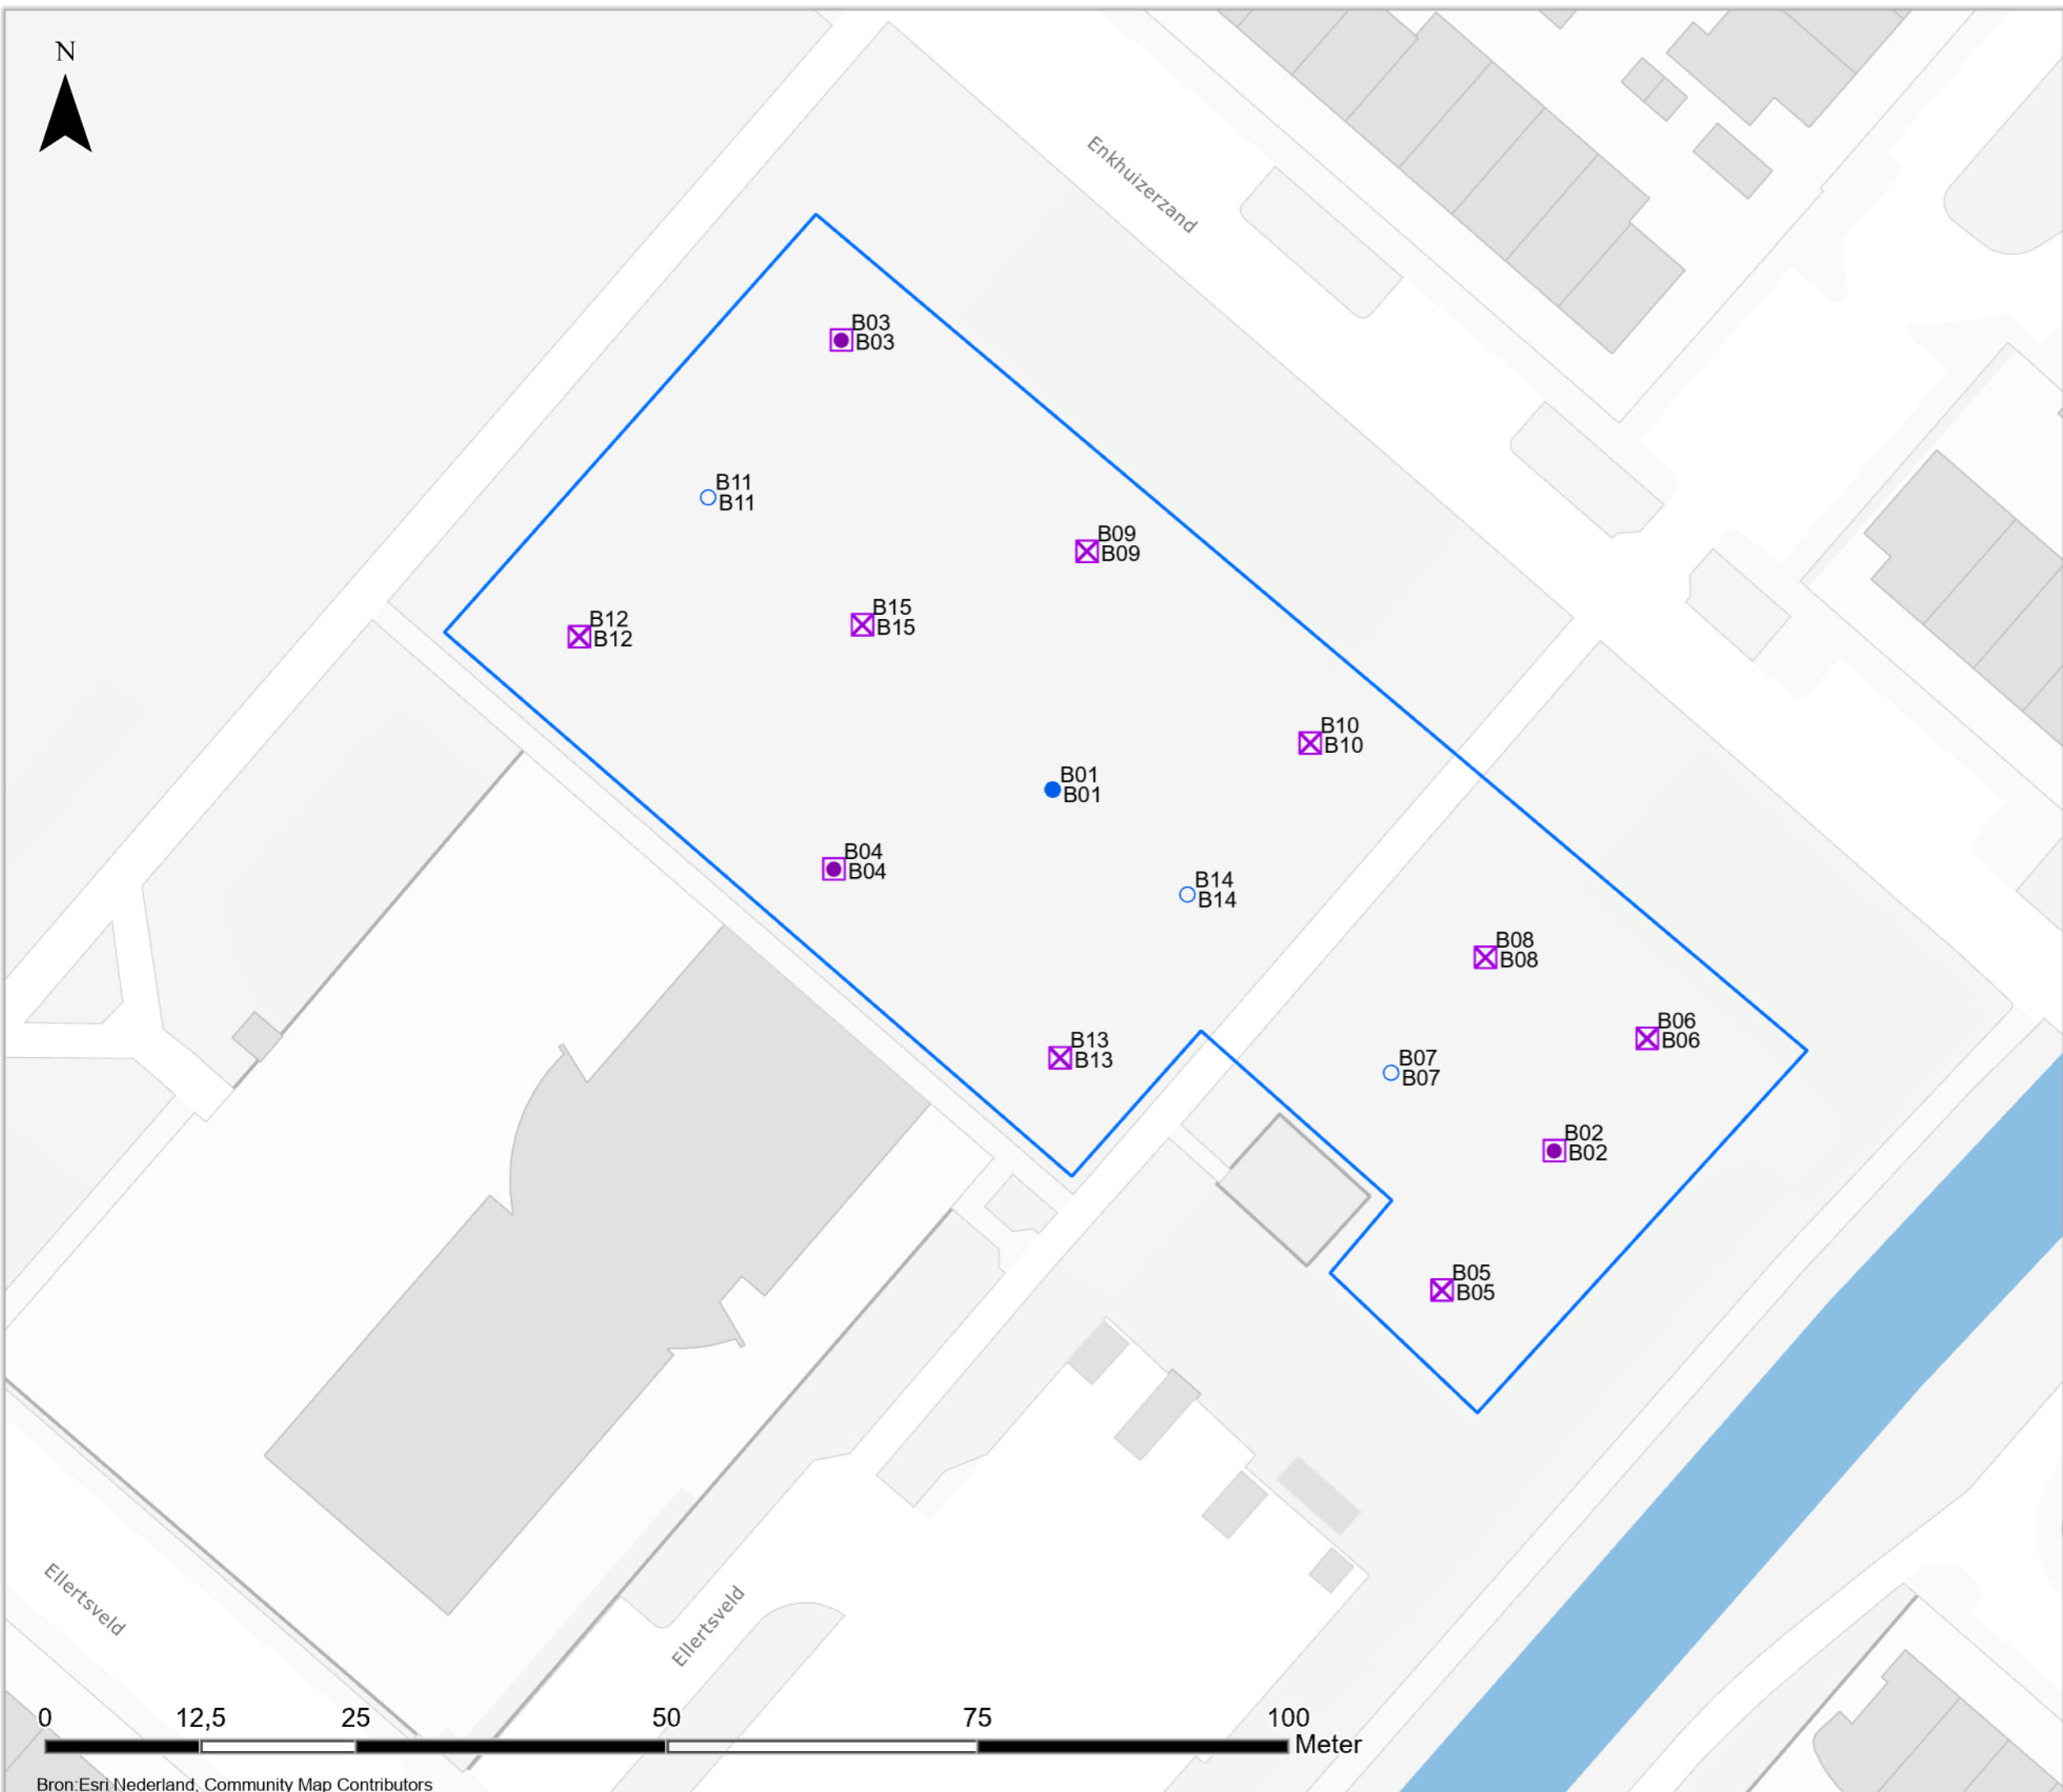 N
Enkhuizerzand
B03
B03
B11
B11
B09
B09
B15
B15
B12
B12
B10
B10
B01
B01
B04
B04
B14
B14
B08
B08
B06
B06
B13
B13
B07
B07
B02
B02
B05
B05
Ellertsveld
Ellertsveld
0 12,5 25 50 75 100
Meter
Bron:Esri Nederland, Community Map Contributors